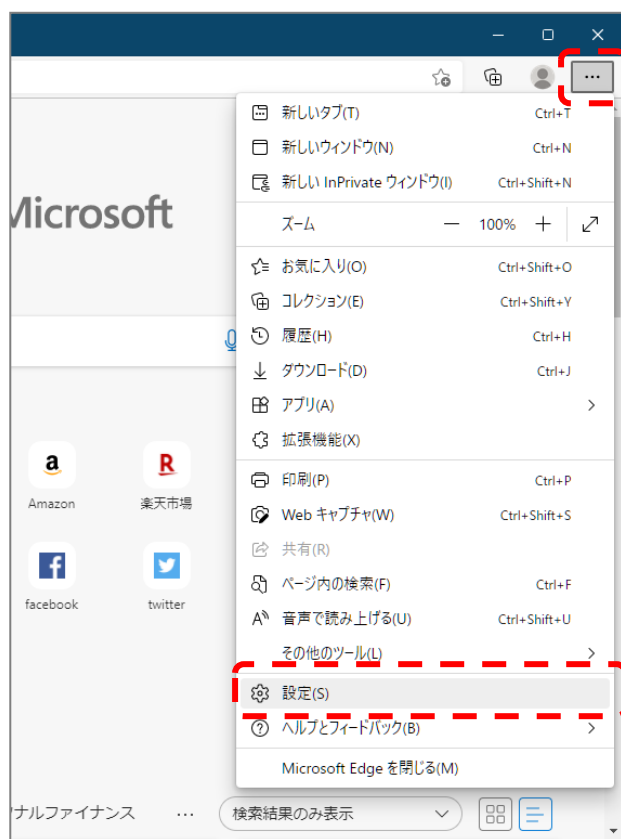 新しいタブ(T) Ctrl+T
新しいウィンドウ(N) Ctrl+N
新しい InPrivate ウィンドウ(I) Ctrl+Shift+N
Microsoft
ズーム 100%
お気に入り(O) Ctrl+Shift+O
コレクション(E) Ctrl+Shift+Y
履歴(H) Ctrl+H
ダウンロード(D) Ctrl+J
アプリ(A)
拡張機能(X)
印刷(P) Ctrl+P
Amazon
楽天市場
Web キャプチャ(W) Ctrl+Shift+S
共有(R)
ページ内の検索(F) Ctrl+F
facebook
twitter
音声で読み上げる(U) Ctrl+Shift+U
その他のツール(L)
設定(S)
ヘルプとフィードバック(B)
Microsoft Edge を閉じる(M)
ナルファイナンス ... 検索結果のみ表示